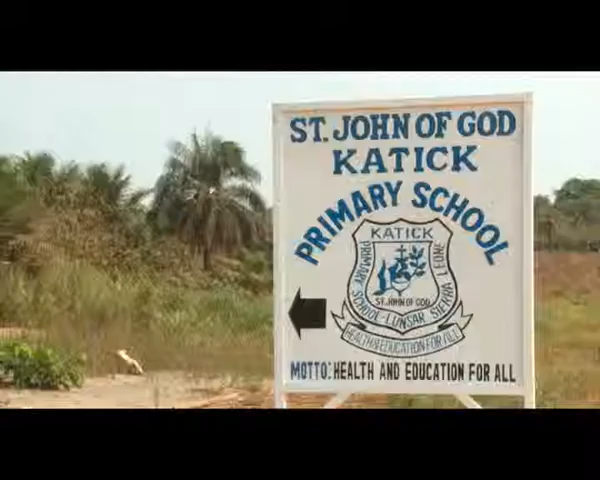 ST. JOHN OF GOD
KATICK
PRIMARY SCHOOL
KATICK
PRIMARY SCHOOL-LUNSAR SIERRA LEONE
ST. JOHN OF GOD
HEALTH & EDUCATION FOR ALL
MOTTO: HEALTH AND EDUCATION FOR ALL